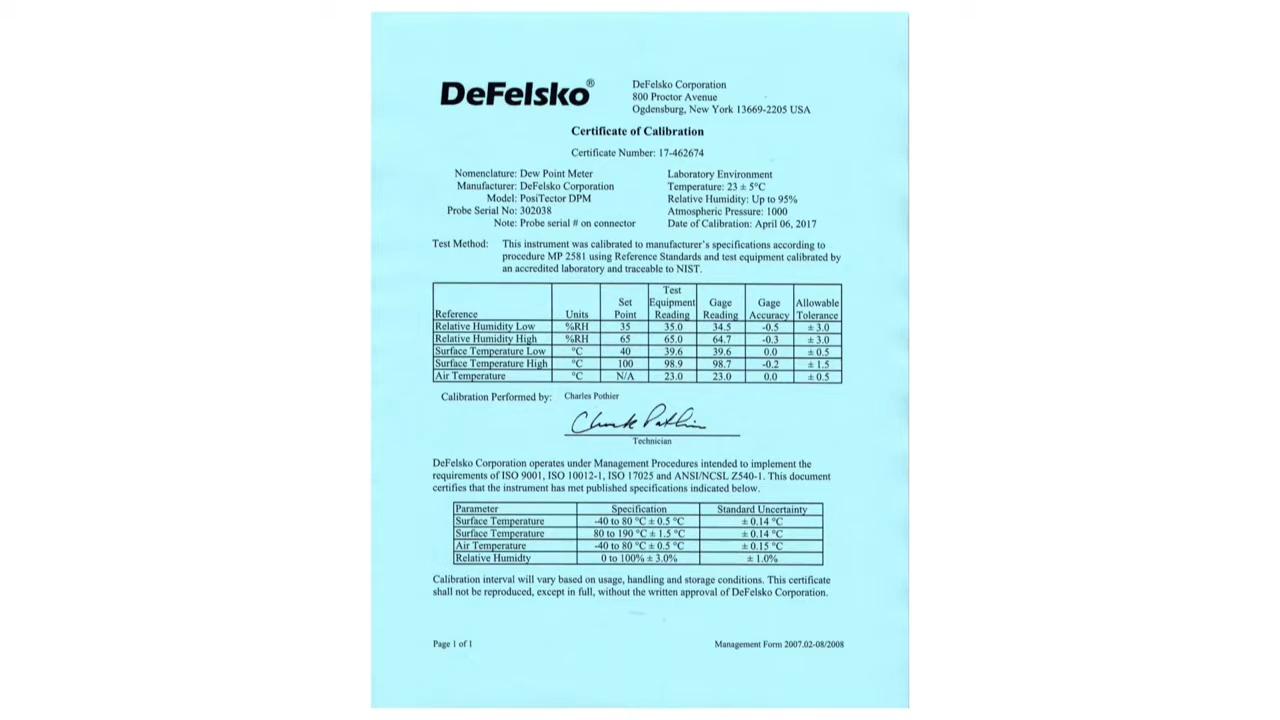 DeFelsko®
DeFelsko Corporation
800 Proctor Avenue
Ogdensburg, New York 13669-2205 USA
Certificate of Calibration
Certificate Number: 17-462674
Nomenclature: Dew Point Meter
Manufacturer: DeFelsko Corporation
Model: PosiTector DPM
Probe Serial No: 302038
Note: Probe serial # on connector
Laboratory Environment
Temperature: 23 ± 5°C
Relative Humidity: Up to 95%
Atmospheric Pressure: 1000
Date of Calibration: April 06, 2017
Test Method: This instrument was calibrated to manufacturer's specifications according to
procedure MP 2581 using Reference Standards and test equipment calibrated by
an accredited laboratory and traceable to NIST.
Reference Units Set Point Test Equipment Reading Gage Reading Gage Accuracy Allowable Tolerance
Relative Humidity Low %RH 35 35.0 34.5 -0.5 ± 3.0
Relative Humidity High %RH 65 65.0 64.7 -0.3 ± 3.0
Surface Temperature Low °C 40 39.6 39.6 0.0 ± 0.5
Surface Temperature High °C 100 98.9 98.7 -0.2 ± 1.5
Air Temperature °C N/A 23.0 23.0 0.0 ± 0.5
Calibration Performed by: Charles Pothier
Technician
DeFelsko Corporation operates under Management Procedures intended to implement the
requirements of ISO 9001, ISO 10012-1, ISO 17025 and ANSI/NCSL Z540-1. This document
certifies that the instrument has met published specifications indicated below.
Parameter Specification Standard Uncertainty
Surface Temperature -40 to 80 °C ± 0.5 °C ± 0.14 °C
Surface Temperature 80 to 190 °C ± 1.5 °C ± 0.14 °C
Air Temperature -40 to 80 °C ± 0.5 °C ± 0.15 °C
Relative Humidty 0 to 100% ± 3.0% ± 1.0%
Calibration interval will vary based on usage, handling and storage conditions. This certificate
shall not be reproduced, except in full, without the written approval of DeFelsko Corporation.
Page 1 of 1
Management Form 2007.02-08/2008